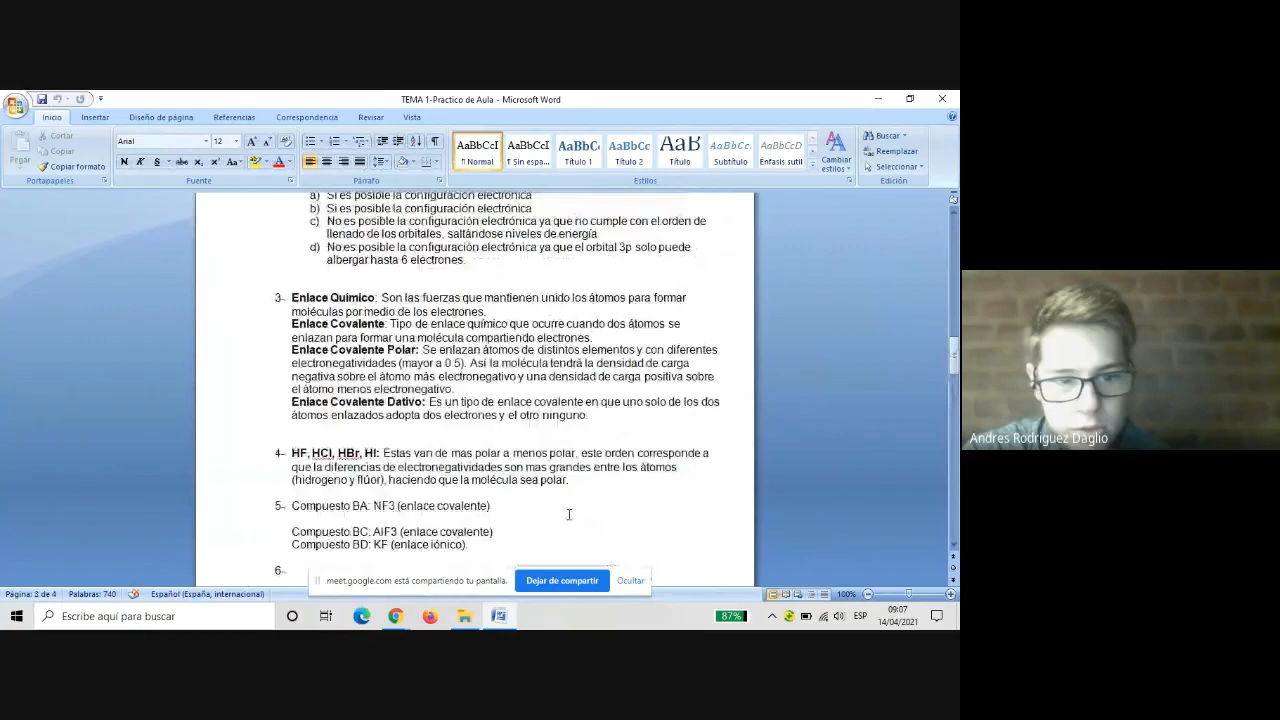 TEMA 1-Practico de Aula - Microsoft Word
Inicio Insertar Diseño de página Referencias Correspondencia Revisar Vista
Cortar
Copiar
Copiar formato
Pegar
Portapapeles
Arial 12
Fuente
Párrafo
AaBbCcI AaBbCcI AaBbC AaBbCc AaB AaBbCc. AaBbCc.
¶ Normal ¶ Sin espa... Título 1 Título 2 Título Subtítulo Énfasis sutil
Estilos
Cambiar
estilos
Buscar
Reemplazar
Seleccionar
Edición
a) Si es posible la configuración electrónica
b) Si es posible la configuración electrónica
c) No es posible la configuración electrónica ya que no cumple con el orden de
llenado de los orbitales, saltándose niveles de energía
d) No es posible la configuración electrónica ya que el orbital 3p solo puede
albergar hasta 6 electrones.
3- Enlace Quimico: Son las fuerzas que mantienen unido los átomos para formar
moléculas por medio de los electrones.
Enlace Covalente: Tipo de enlace químico que ocurre cuando dos átomos se
enlazan para formar una molécula compartiendo electrones.
Enlace Covalente Polar: Se enlazan átomos de distintos elementos y con diferentes
electronegatividades (mayor a 0.5). Así la molécula tendrá la densidad de carga
negativa sobre el átomo más electronegativo y una densidad de carga positiva sobre
el átomo menos electronegativo.
Enlace Covalente Dativo: Es un tipo de enlace covalente en que uno solo de los dos
átomos enlazados adopta dos electrones y el otro ninguno.
4- HF, HCl, HBr, HI: Estas van de mas polar a menos polar, este orden corresponde a
que la diferencias de electronegatividades son mas grandes entre los átomos
(hidrogeno y flúor), haciendo que la molécula sea polar.
5- Compuesto BA: NF3 (enlace covalente)
Compuesto BC: AlF3 (enlace covalente)
Compuesto BD: KF (enlace iónico).
6-
meet.google.com está compartiendo tu pantalla. Dejar de compartir Ocultar
Página: 3 de 4 Palabras: 740 Español (España, internacional) 100%
Escribe aquí para buscar
87% ESP 09:07
14/04/2021
Andres Rodriguez Daglio